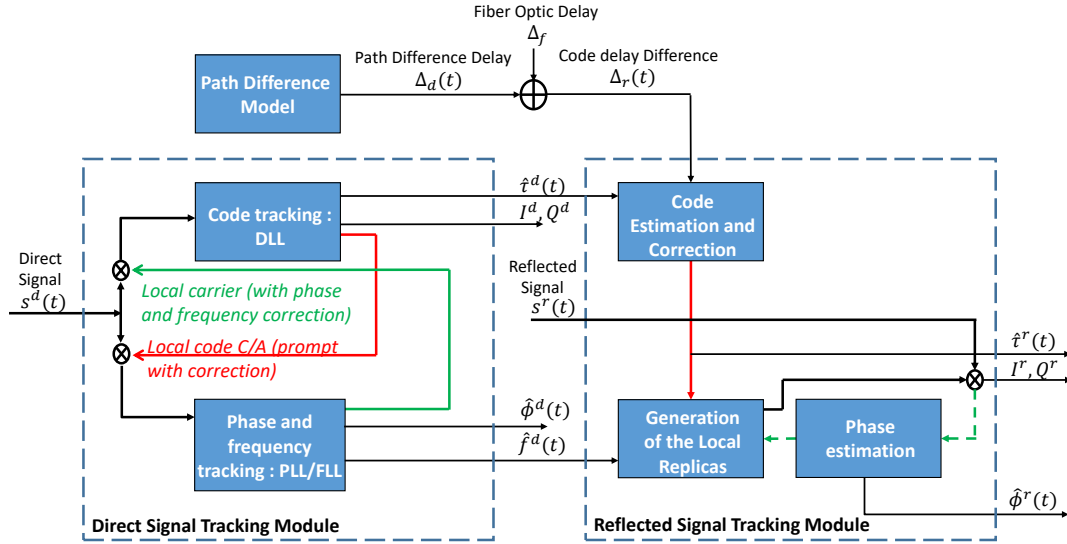 Fiber Optic Delay
Δ_f
Path Difference Delay
Δ_d(t)
Code delay Difference
Δ_r(t)
Path Difference
Model
τ̂^d(t)
I^d, Q^d
Code tracking :
DLL
Code
Estimation and
Correction
Direct
Signal
s^d(t)
Local carrier (with phase
and frequency correction)
Reflected
Signal
s^r(t)
Local code C/A (prompt
with correction)
τ̂^r(t)
I^r, Q^r
Phase and
frequency
tracking : PLL/FLL
ϕ̂^d(t)
f̂^d(t)
Generation
of the Local
Replicas
Phase
estimation
ϕ̂^r(t)
Direct Signal Tracking Module
Reflected Signal Tracking Module